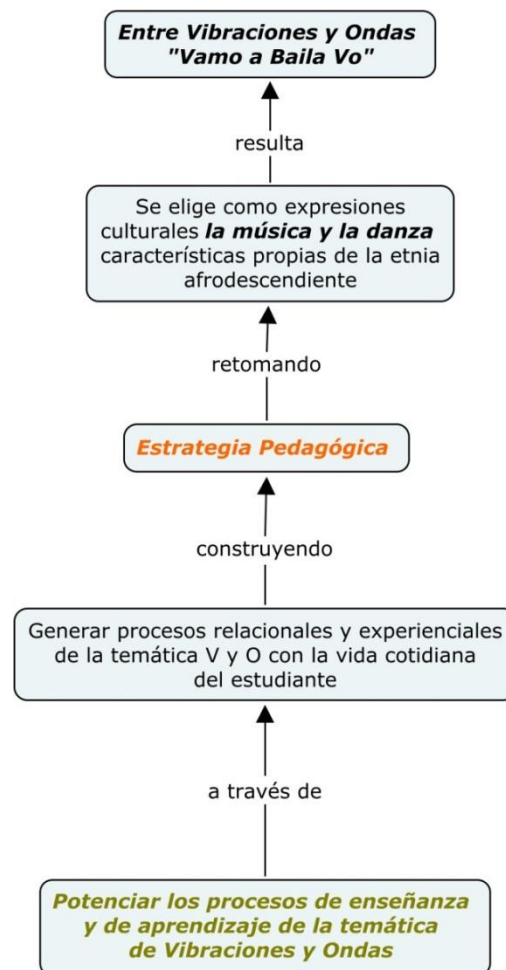 Entre Vibraciones y Ondas
"Vamo a Baila Vo"
resulta
Se elige como expresiones
culturales la música y la danza
características propias de la etnia
afrodescendiente
retomando
Estrategia Pedagógica
construyendo
Generar procesos relacionales y experienciales
de la temática V y O con la vida cotidiana
del estudiante
a través de
Potenciar los procesos de enseñanza
y de aprendizaje de la temática
de Vibraciones y Ondas